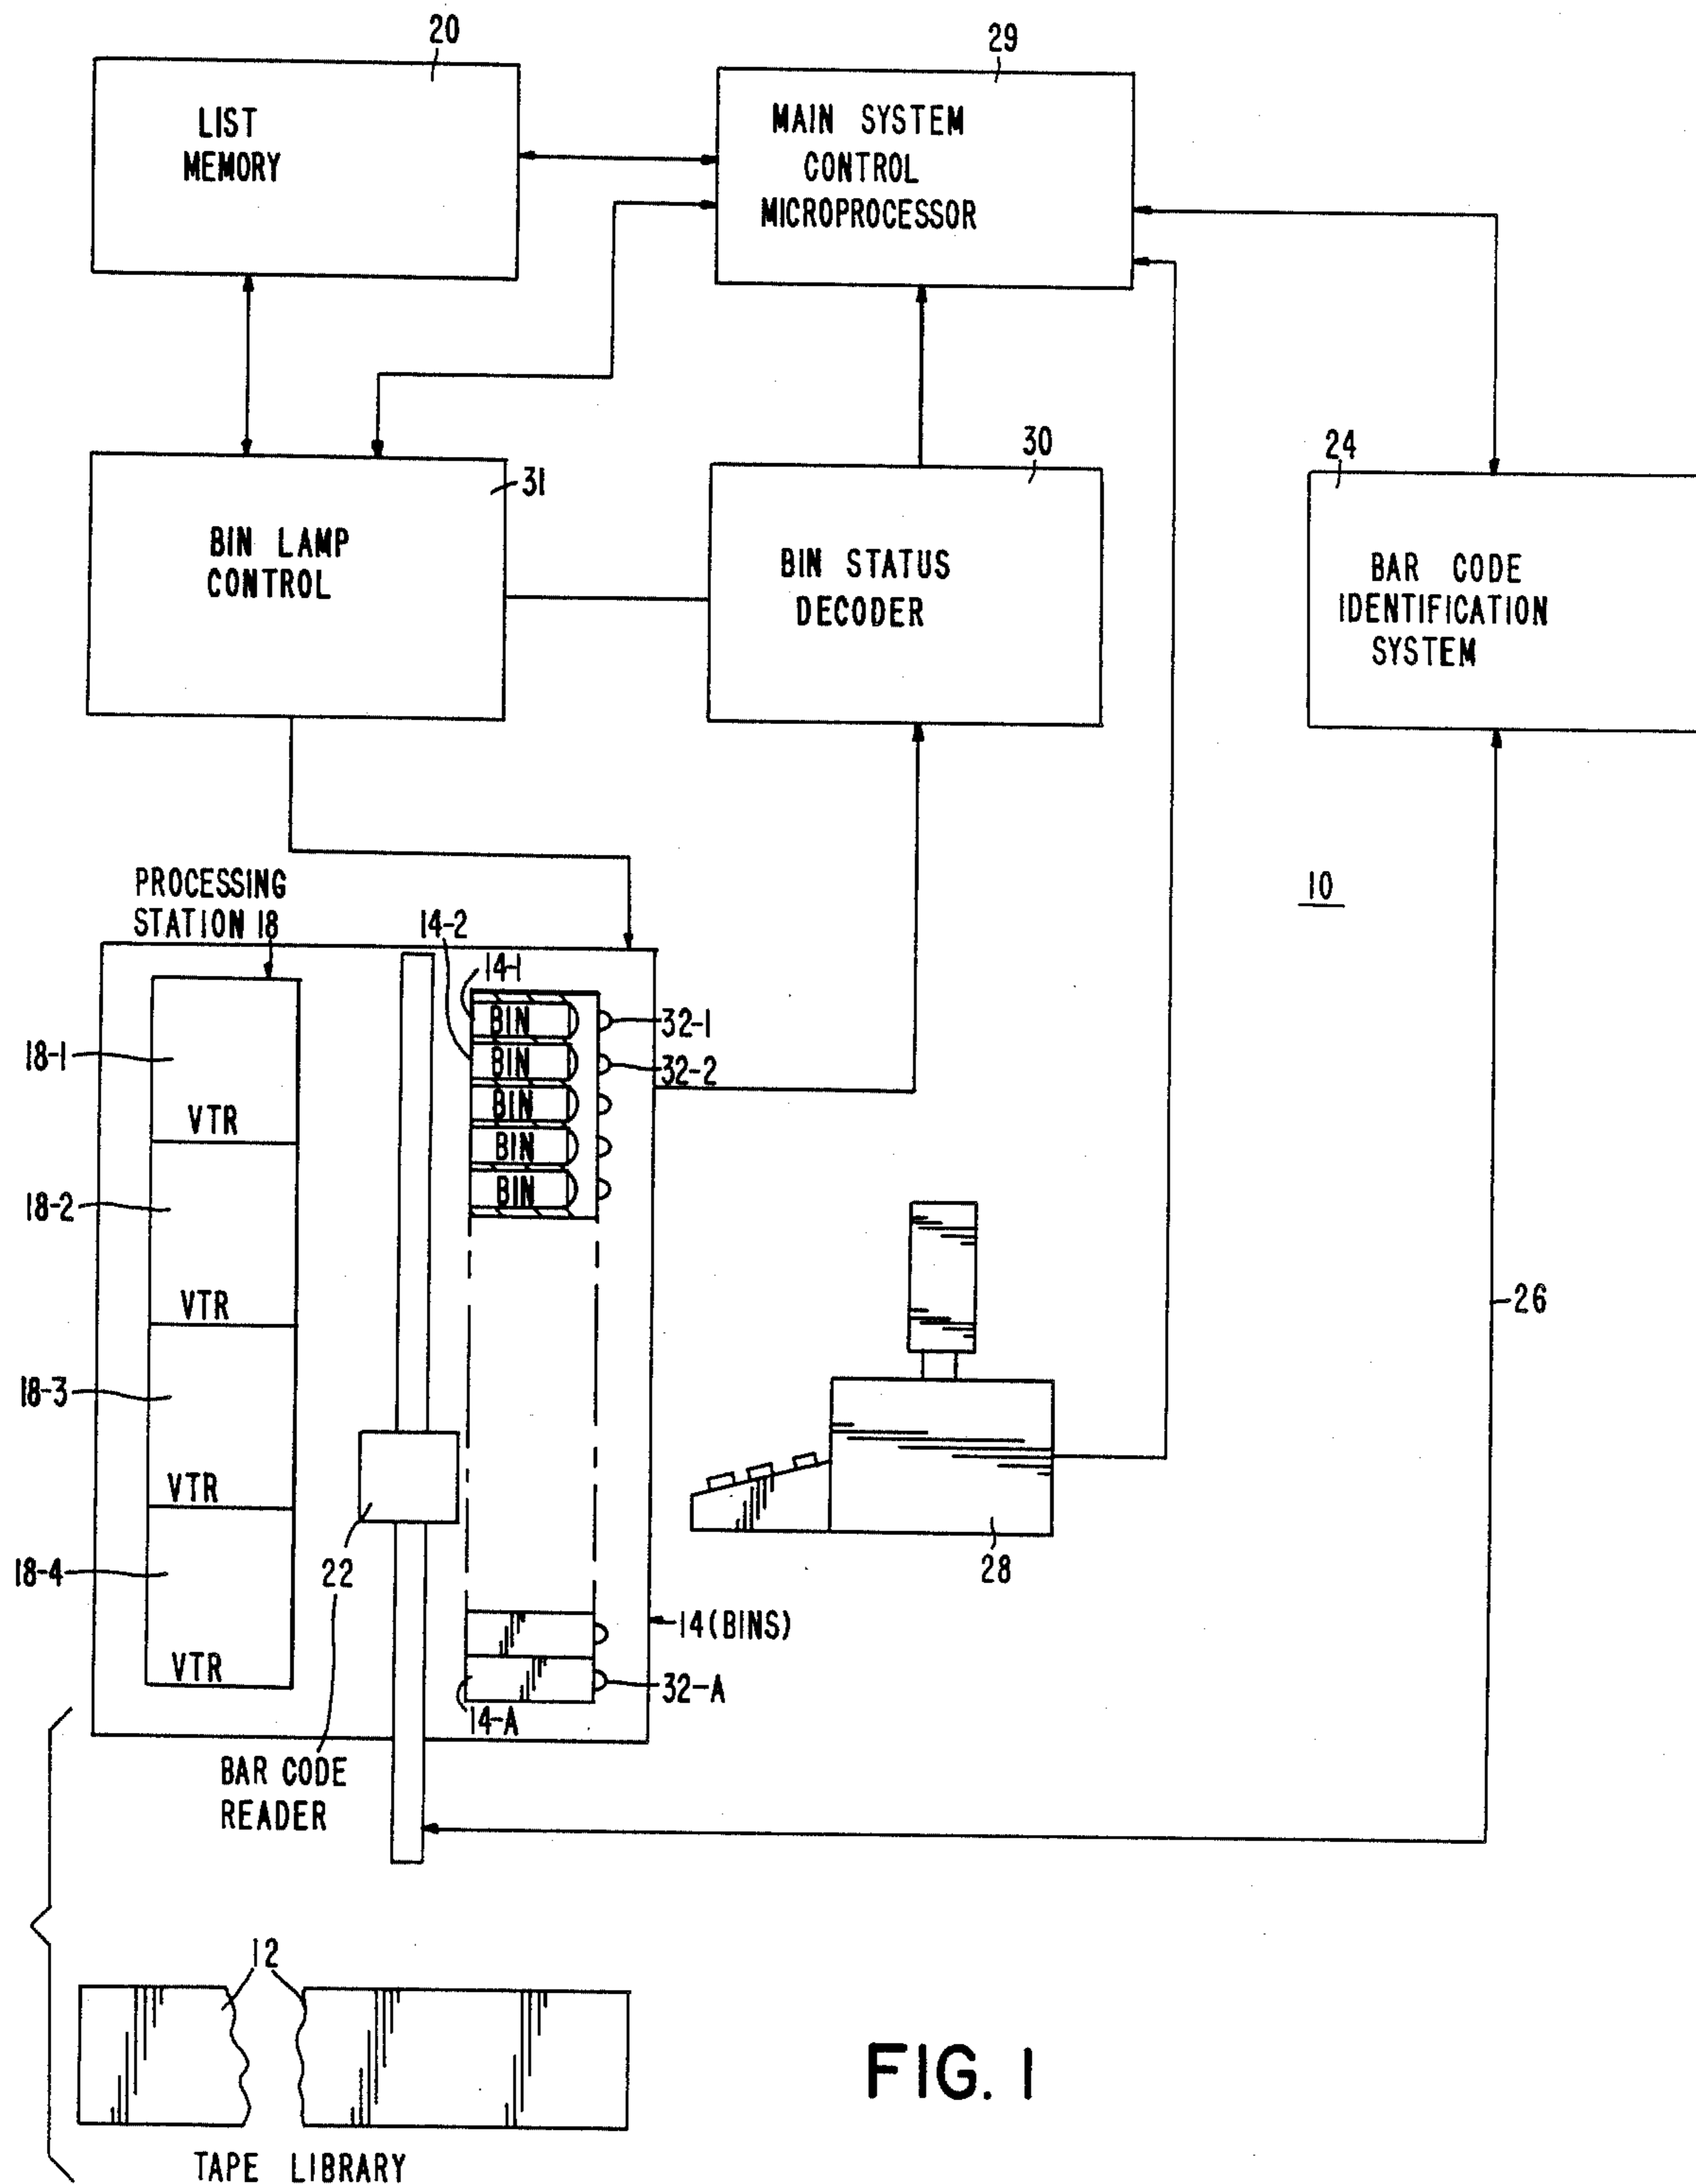 20
29
LIST
MEMORY
MAIN SYSTEM
CONTROL
MICROPROCESSOR
31
30
24
BIN LAMP
CONTROL
BIN STATUS
DECODER
BAR CODE
IDENTIFICATION
SYSTEM
10
PROCESSING
STATION 18
14-2
14-1
BIN
32-1
BIN
32-2
BIN
BIN
BIN
18-1
VTR
18-2
VTR
18-3
VTR
18-4
VTR
22
26
28
14(BINS)
32-A
14-A
BAR CODE
READER
12
TAPE LIBRARY
FIG. 1